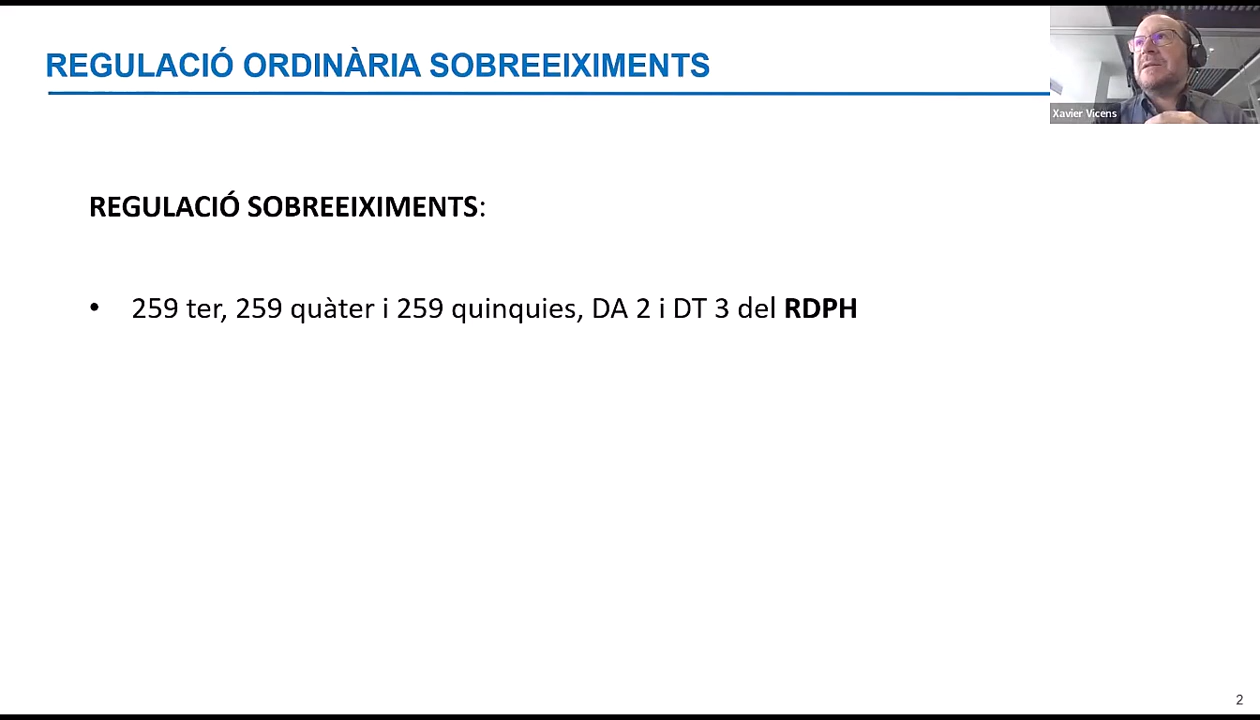 REGULACIÓ ORDINÀRIA SOBREEIXIMENTS
Xavier Vicens
REGULACIÓ SOBREEIXIMENTS:
• 259 ter, 259 quàter i 259 quinquies, DA 2 i DT 3 del RDPH
2